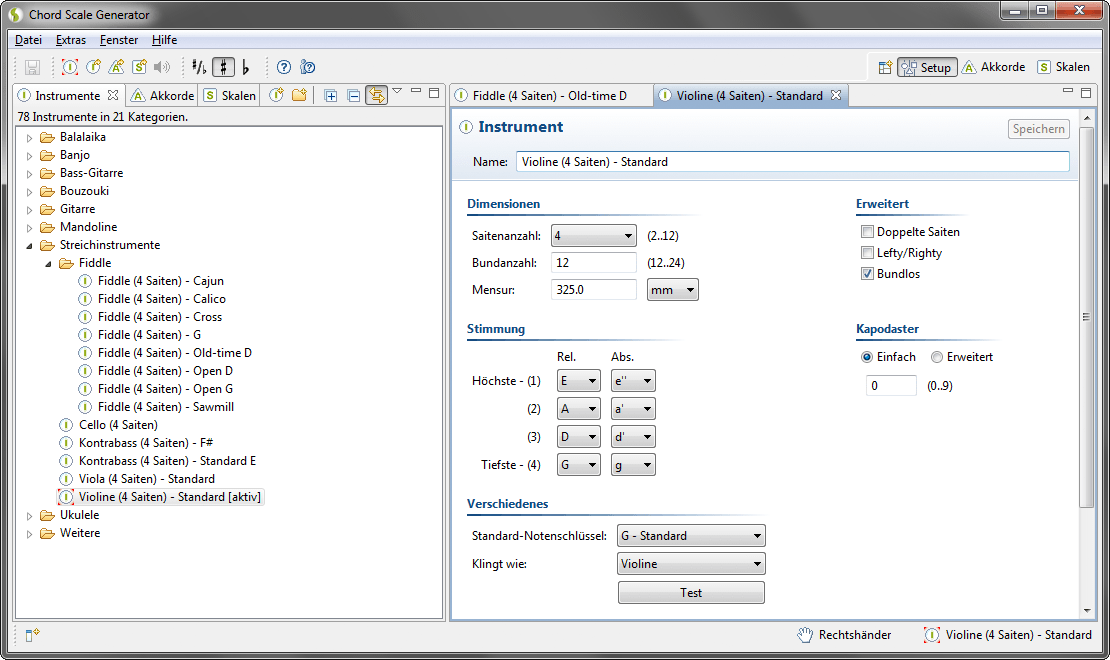 Chord Scale Generator
Datei Extras Fenster Hilfe
Setup Akkorde Skalen
Instrumente Akkorde Skalen
78 Instrumente in 21 Kategorien.
Balalaika
Banjo
Bass-Gitarre
Bouzouki
Gitarre
Mandoline
Streichinstrumente
Fiddle
Fiddle (4 Saiten) - Cajun
Fiddle (4 Saiten) - Calico
Fiddle (4 Saiten) - Cross
Fiddle (4 Saiten) - G
Fiddle (4 Saiten) - Old-time D
Fiddle (4 Saiten) - Open D
Fiddle (4 Saiten) - Open G
Fiddle (4 Saiten) - Sawmill
Cello (4 Saiten)
Kontrabass (4 Saiten) - F#
Kontrabass (4 Saiten) - Standard E
Viola (4 Saiten) - Standard
Violine (4 Saiten) - Standard [aktiv]
Ukulele
Weitere
Fiddle (4 Saiten) - Old-time D Violine (4 Saiten) - Standard
Instrument Speichern
Name: Violine (4 Saiten) - Standard
Dimensionen
Saitenanzahl: 4 (2..12)
Bundanzahl: 12 (12..24)
Mensur: 325.0 mm
Erweitert
Doppelte Saiten
Lefty/Righty
Bundlos
Stimmung
Rel. Abs.
Höchste - (1) E e''
(2) A a'
(3) D d'
Tiefste - (4) G g
Kapodaster
Einfach Erweitert
0 (0..9)
Verschiedenes
Standard-Notenschlüssel: G - Standard
Klingt wie: Violine
Test
Rechtshänder Violine (4 Saiten) - Standard